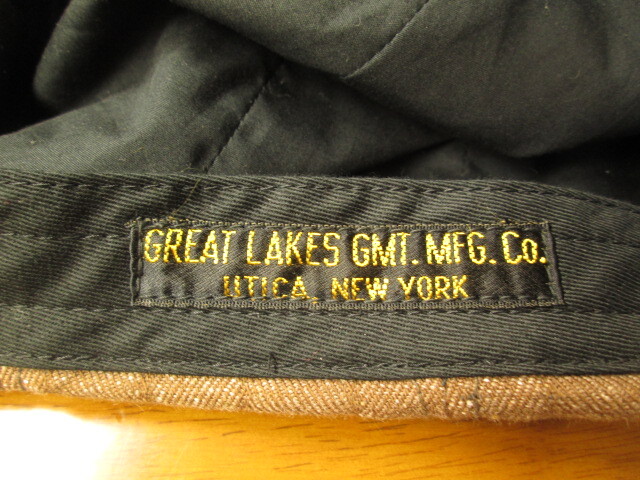 GREAT LAKES GMT. MFG. Co.
UTICA, NEW YORK